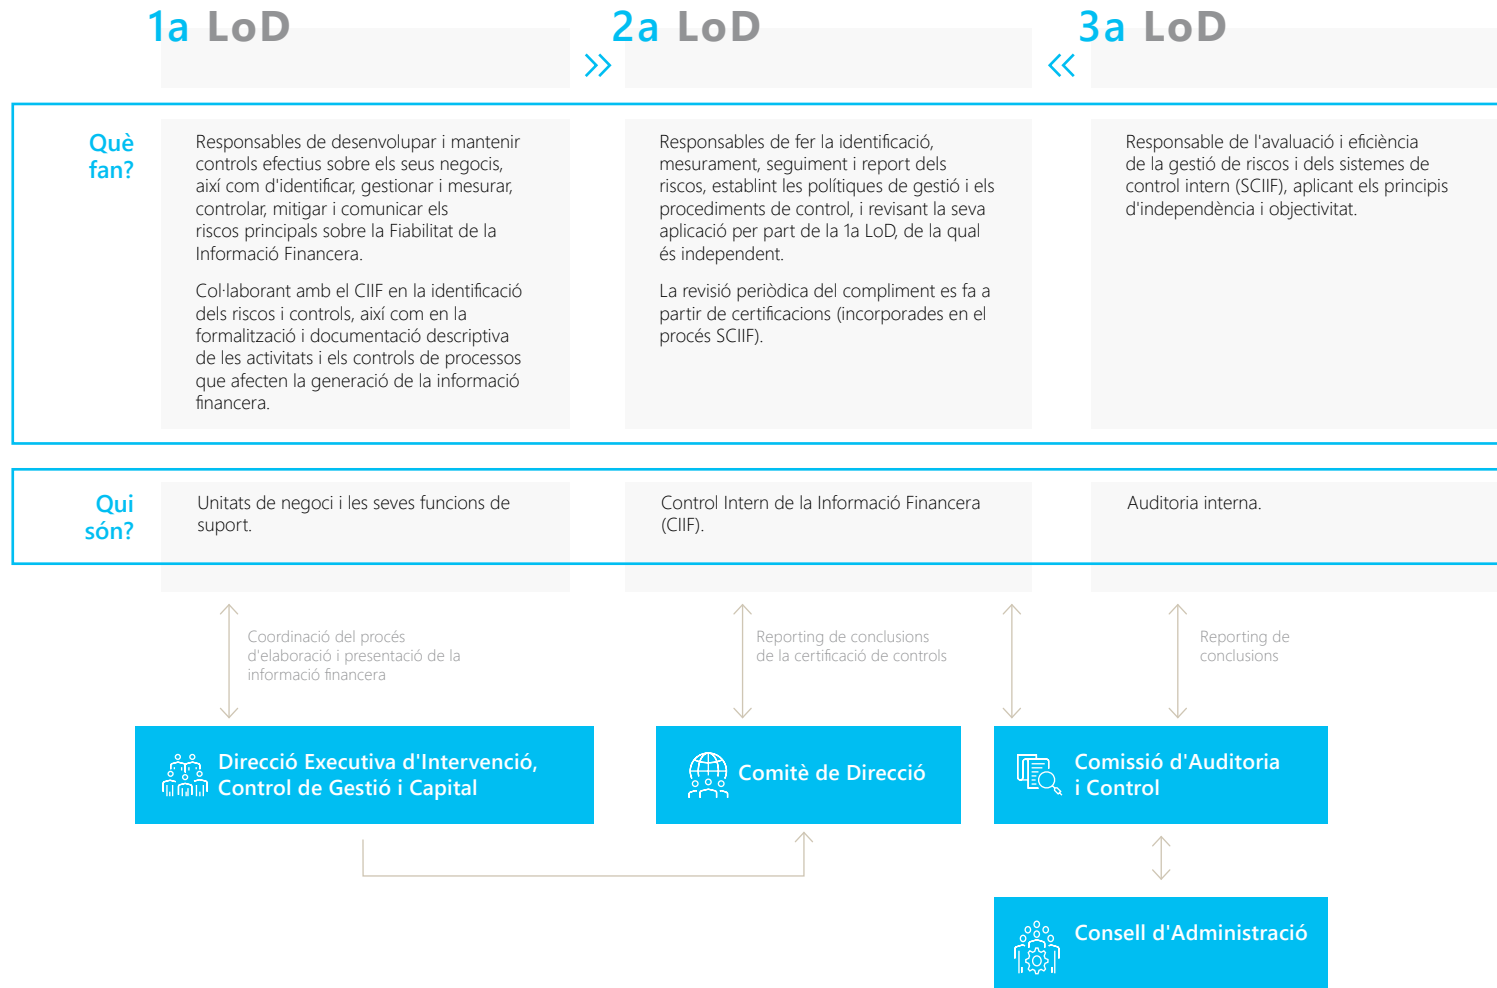 1a LoD
2a LoD
3a LoD
Què
fan?
Responsables de desenvolupar i mantenir
controls efectius sobre els seus negocis,
així com d'identificar, gestionar i mesurar,
controlar, mitigar i comunicar els
riscos principals sobre la Fiabilitat de la
Informació Financera.
Col·laborant amb el CIIF en la identificació
dels riscos i controls, així com en la
formalització i documentació descriptiva
de les activitats i els controls de processos
que afecten la generació de la informació
financera.
Responsables de fer la identificació,
mesurament, seguiment i report dels
riscos, establint les polítiques de gestió i els
procediments de control, i revisant la seva
aplicació per part de la 1a LoD, de la qual
és independent.
La revisió periòdica del compliment es fa a
partir de certificacions (incorporades en el
procés SCIIF).
Responsable de l'avaluació i eficiència
de la gestió de riscos i dels sistemes de
control intern (SCIIF), aplicant els principis
d'independència i objectivitat.
Qui
són?
Unitats de negoci i les seves funcions de
suport.
Control Intern de la Informació Financera
(CIIF).
Auditoria interna.
Coordinació del procés
d'elaboració i presentació de la
informació financera
Reporting de conclusions
de la certificació de controls
Reporting de
conclusions
Direcció Executiva d'Intervenció,
Control de Gestió i Capital
Comitè de Direcció
Comissió d'Auditoria
i Control
Consell d'Administració